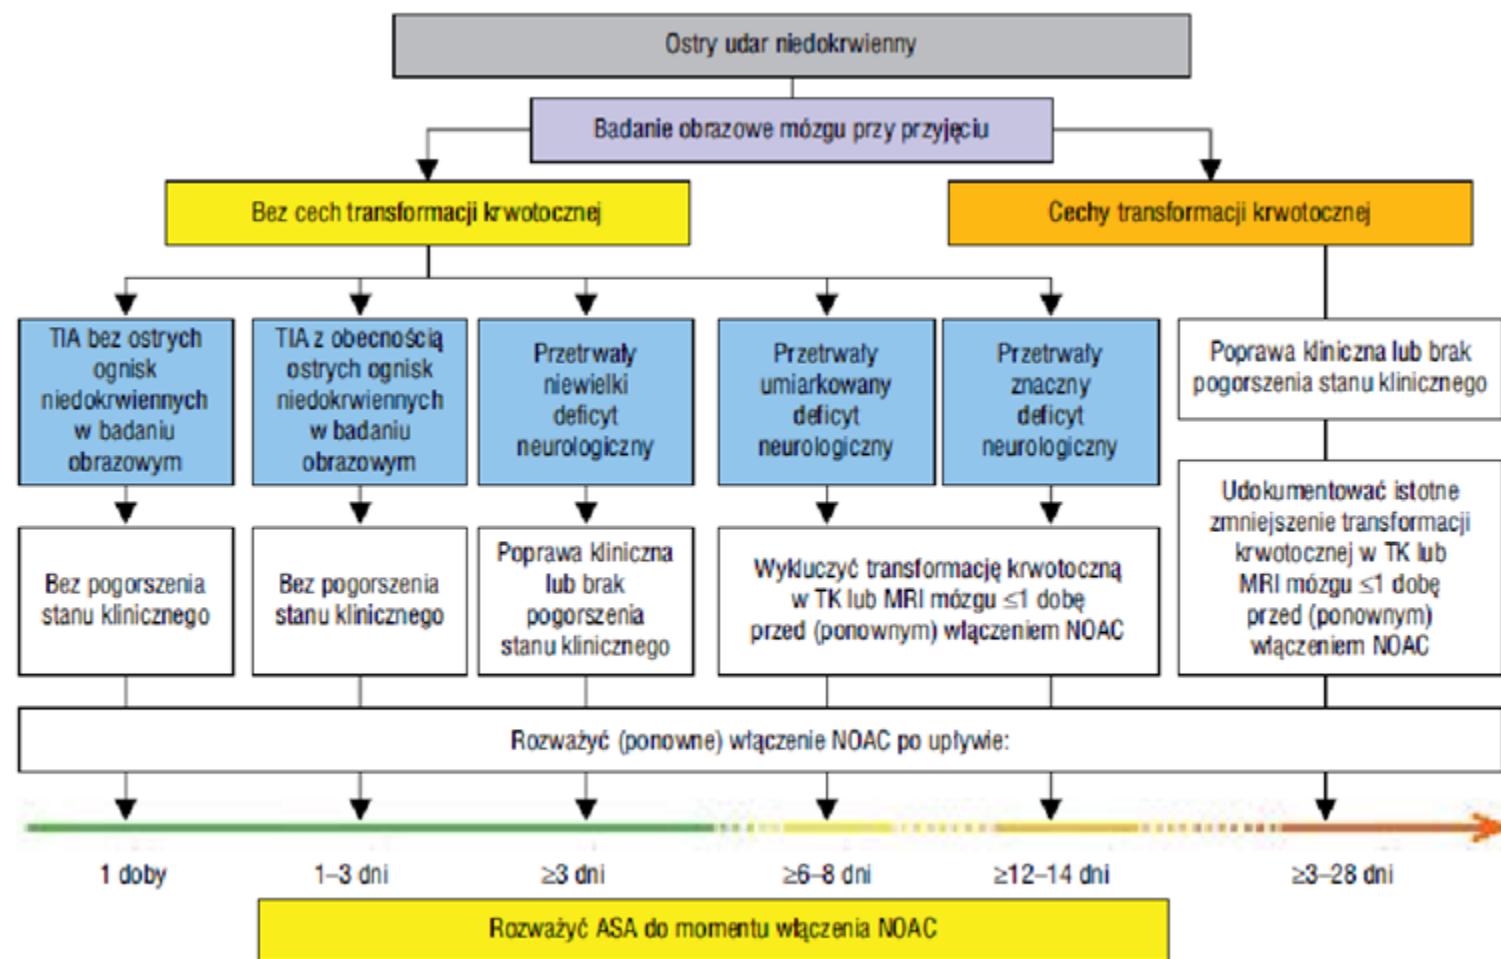 Ostry udar niedokrwienny
Badanie obrazowe mózgu przy przyjęciu
Bez cech transformacji krwotocznej
Cechy transformacji krwotocznej
TIA bez ostrych
ognisk
niedokrwiennych
w badaniu
obrazowym
TIA z obecnością
ostrych ognisk
niedokrwiennych
w badaniu
obrazowym
Przetrwały
niewielki
deficyt
neurologiczny
Przetrwały
umiarkowany
deficyt
neurologiczny
Przetrwały
znaczny
deficyt
neurologiczny
Poprawa kliniczna lub brak
pogorszenia stanu klinicznego
Bez pogorszenia
stanu klinicznego
Bez pogorszenia
stanu klinicznego
Poprawa kliniczna
lub brak
pogorszenia
stanu klinicznego
Wykluczyć transformację krwotoczną
w TK lub MRI mózgu ≤1 dobę
przed (ponownym) włączeniem NOAC
Udokumentować istotne
zmniejszenie transformacji
krwotocznej w TK lub
MRI mózgu ≤1 dobę
przed (ponownym)
włączeniem NOAC
Rozważyć (ponowne) włączenie NOAC po upływie:
1 doby
1–3 dni
≥3 dni
≥6–8 dni
≥12–14 dni
≥3–28 dni
Rozważyć ASA do momentu włączenia NOAC